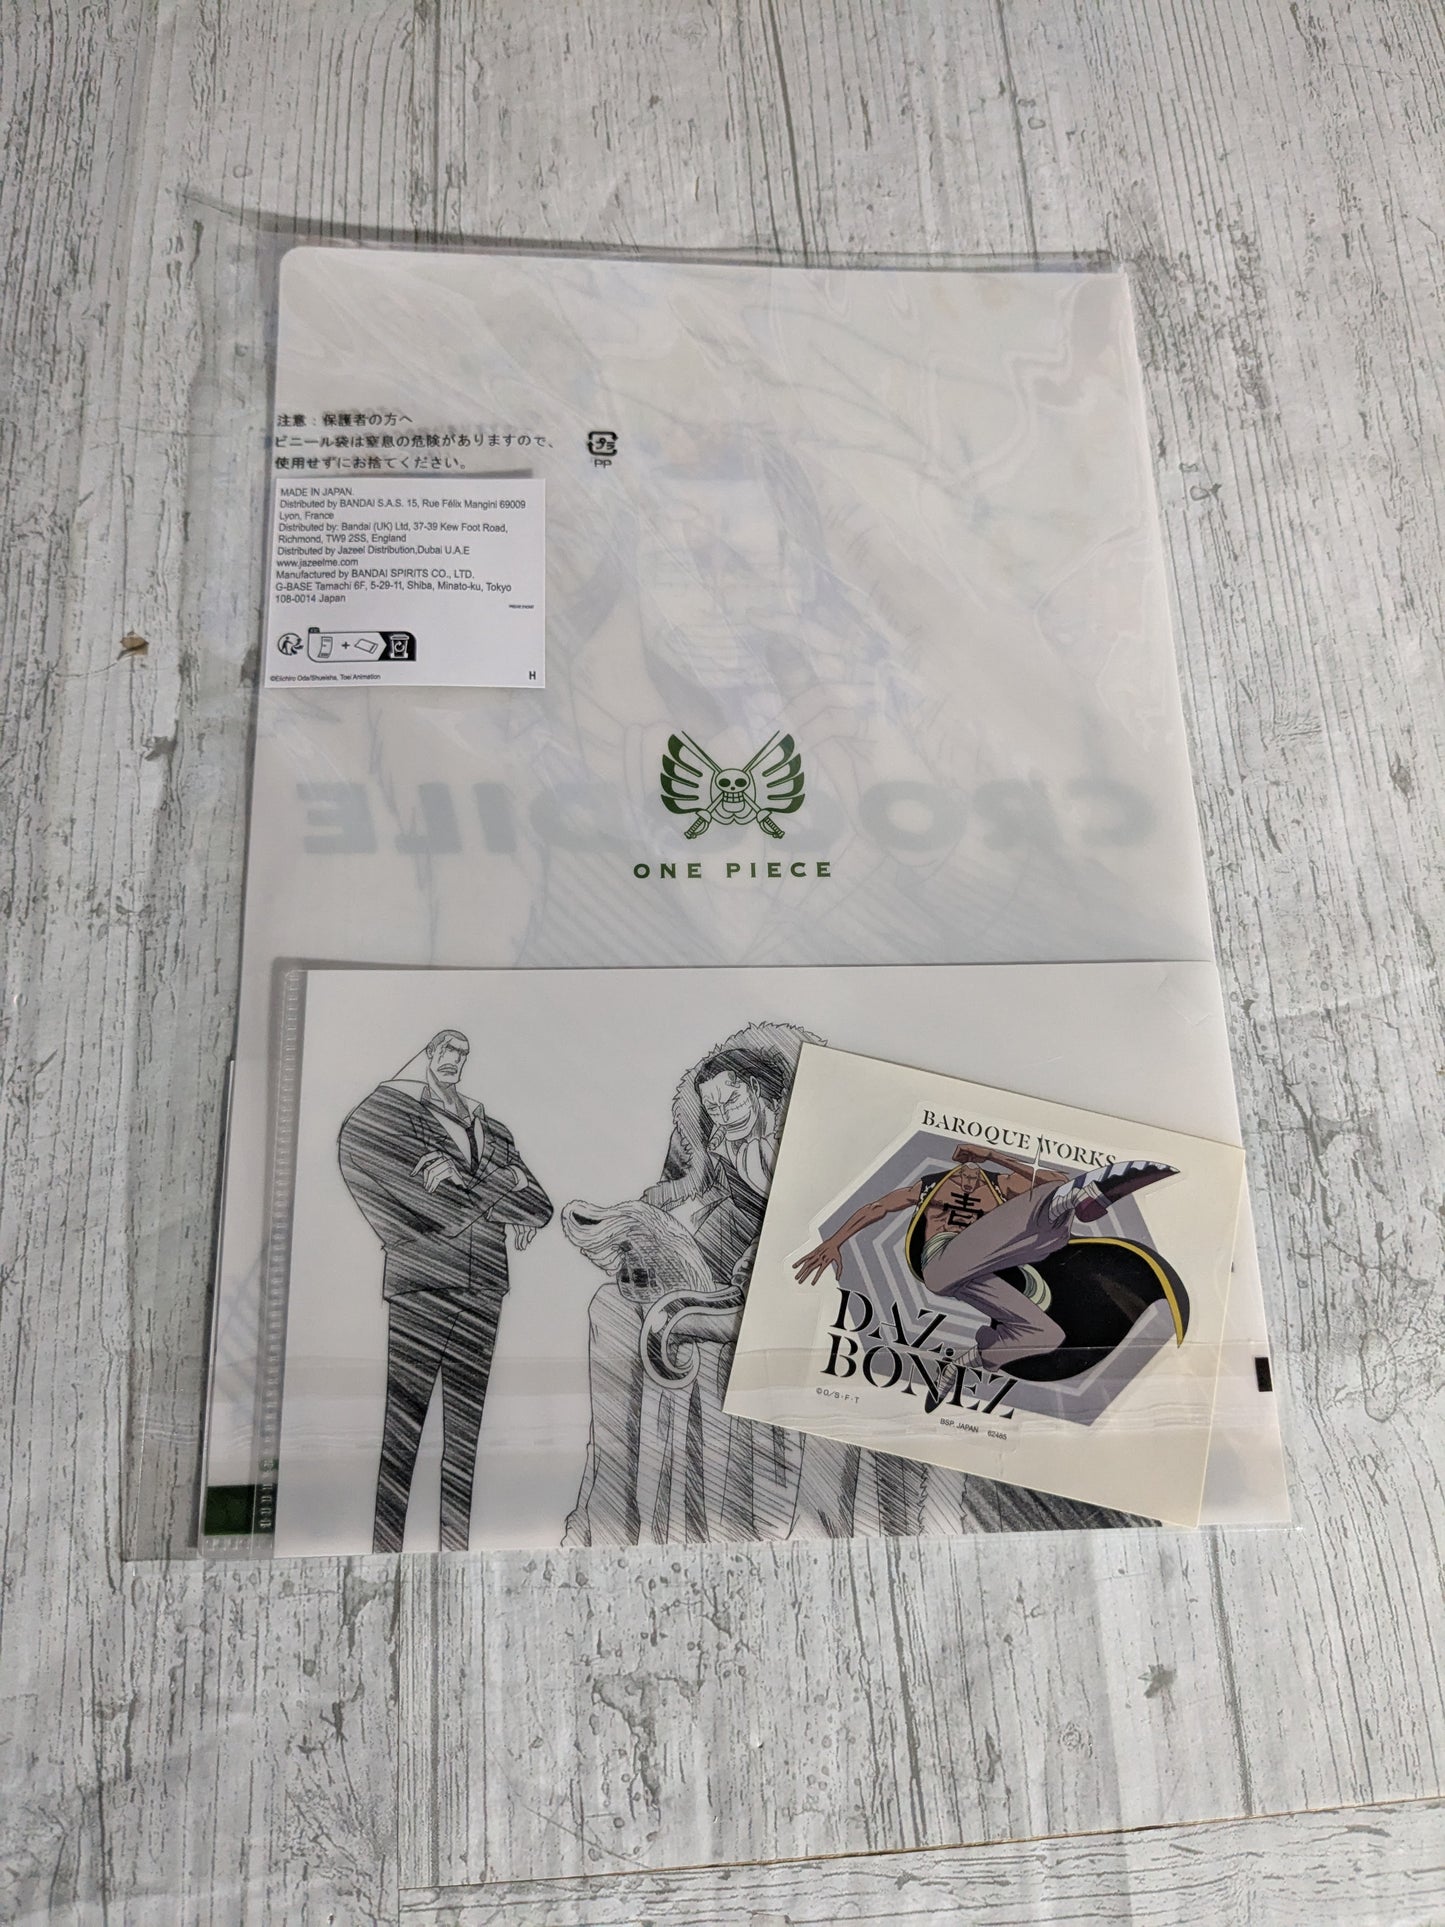 注意：保護者の方へ
ビニール袋は窒息の危険がありますので、
使用せずにお捨てください。
プラ
PP
MADE IN JAPAN.
Distributed by BANDAI S.A.S. 15, Rue Félix Mangini 69009
Lyon, France
Distributed by: Bandai (UK) Ltd, 37-39 Kew Foot Road,
Richmond, TW9 2SS, England
Distributed by Jazeel Distribution,Dubai U.A.E
www.jazeelme.com
Manufactured by BANDAI SPIRITS CO., LTD.
G-BASE Tamachi 6F, 5-29-11, Shiba, Minato-ku, Tokyo
108-0014 Japan
©Eiichiro Oda/Shueisha, Toei Animation
H
CROCODILE
ONE PIECE
BAROQUE WORKS
壱
DAZ.
BONEZ
©O/S・F・T
BSP, JAPAN 62465